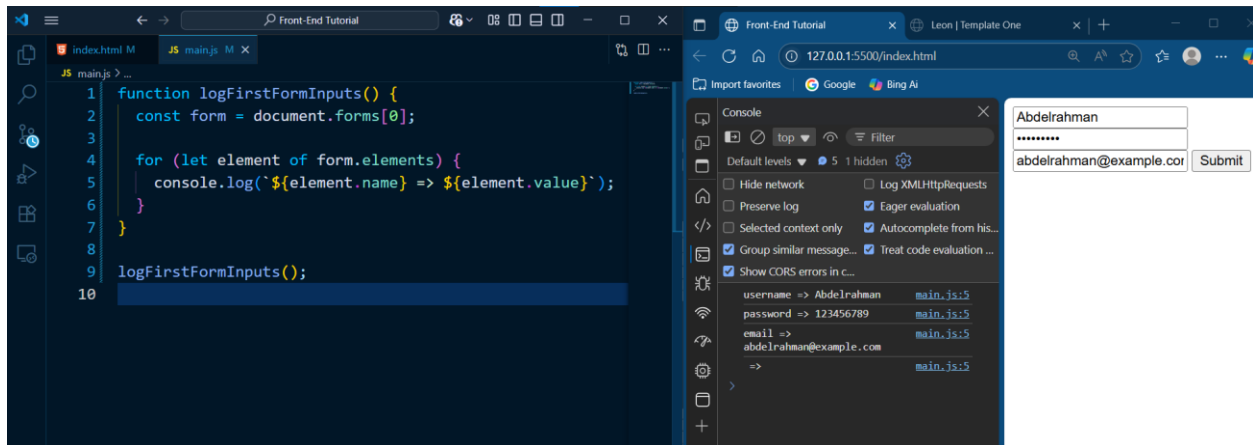 Front-End Tutorial
index.html M
JS main.js M
JS main.js > ...
1 function logFirstFormInputs() {
2 const form = document.forms[0];
3
4 for (let element of form.elements) {
5 console.log(`${element.name} => ${element.value}`);
6 }
7 }
8
9 logFirstFormInputs();
10
Front-End Tutorial
Leon | Template One
127.0.0.1:5500/index.html
Import favorites
Google
Bing Ai
Console
top
Filter
Default levels
5
1 hidden
Hide network
Log XMLHttpRequests
Preserve log
Eager evaluation
Selected context only
Autocomplete from his...
Group similar message...
Treat code evaluation ...
Show CORS errors in c...
username => Abdelrahman main.js:5
password => 123456789 main.js:5
email => main.js:5
abdelrahman@example.com
=> main.js:5
>
Abdelrahman
•••••••••
abdelrahman@example.cor
Submit